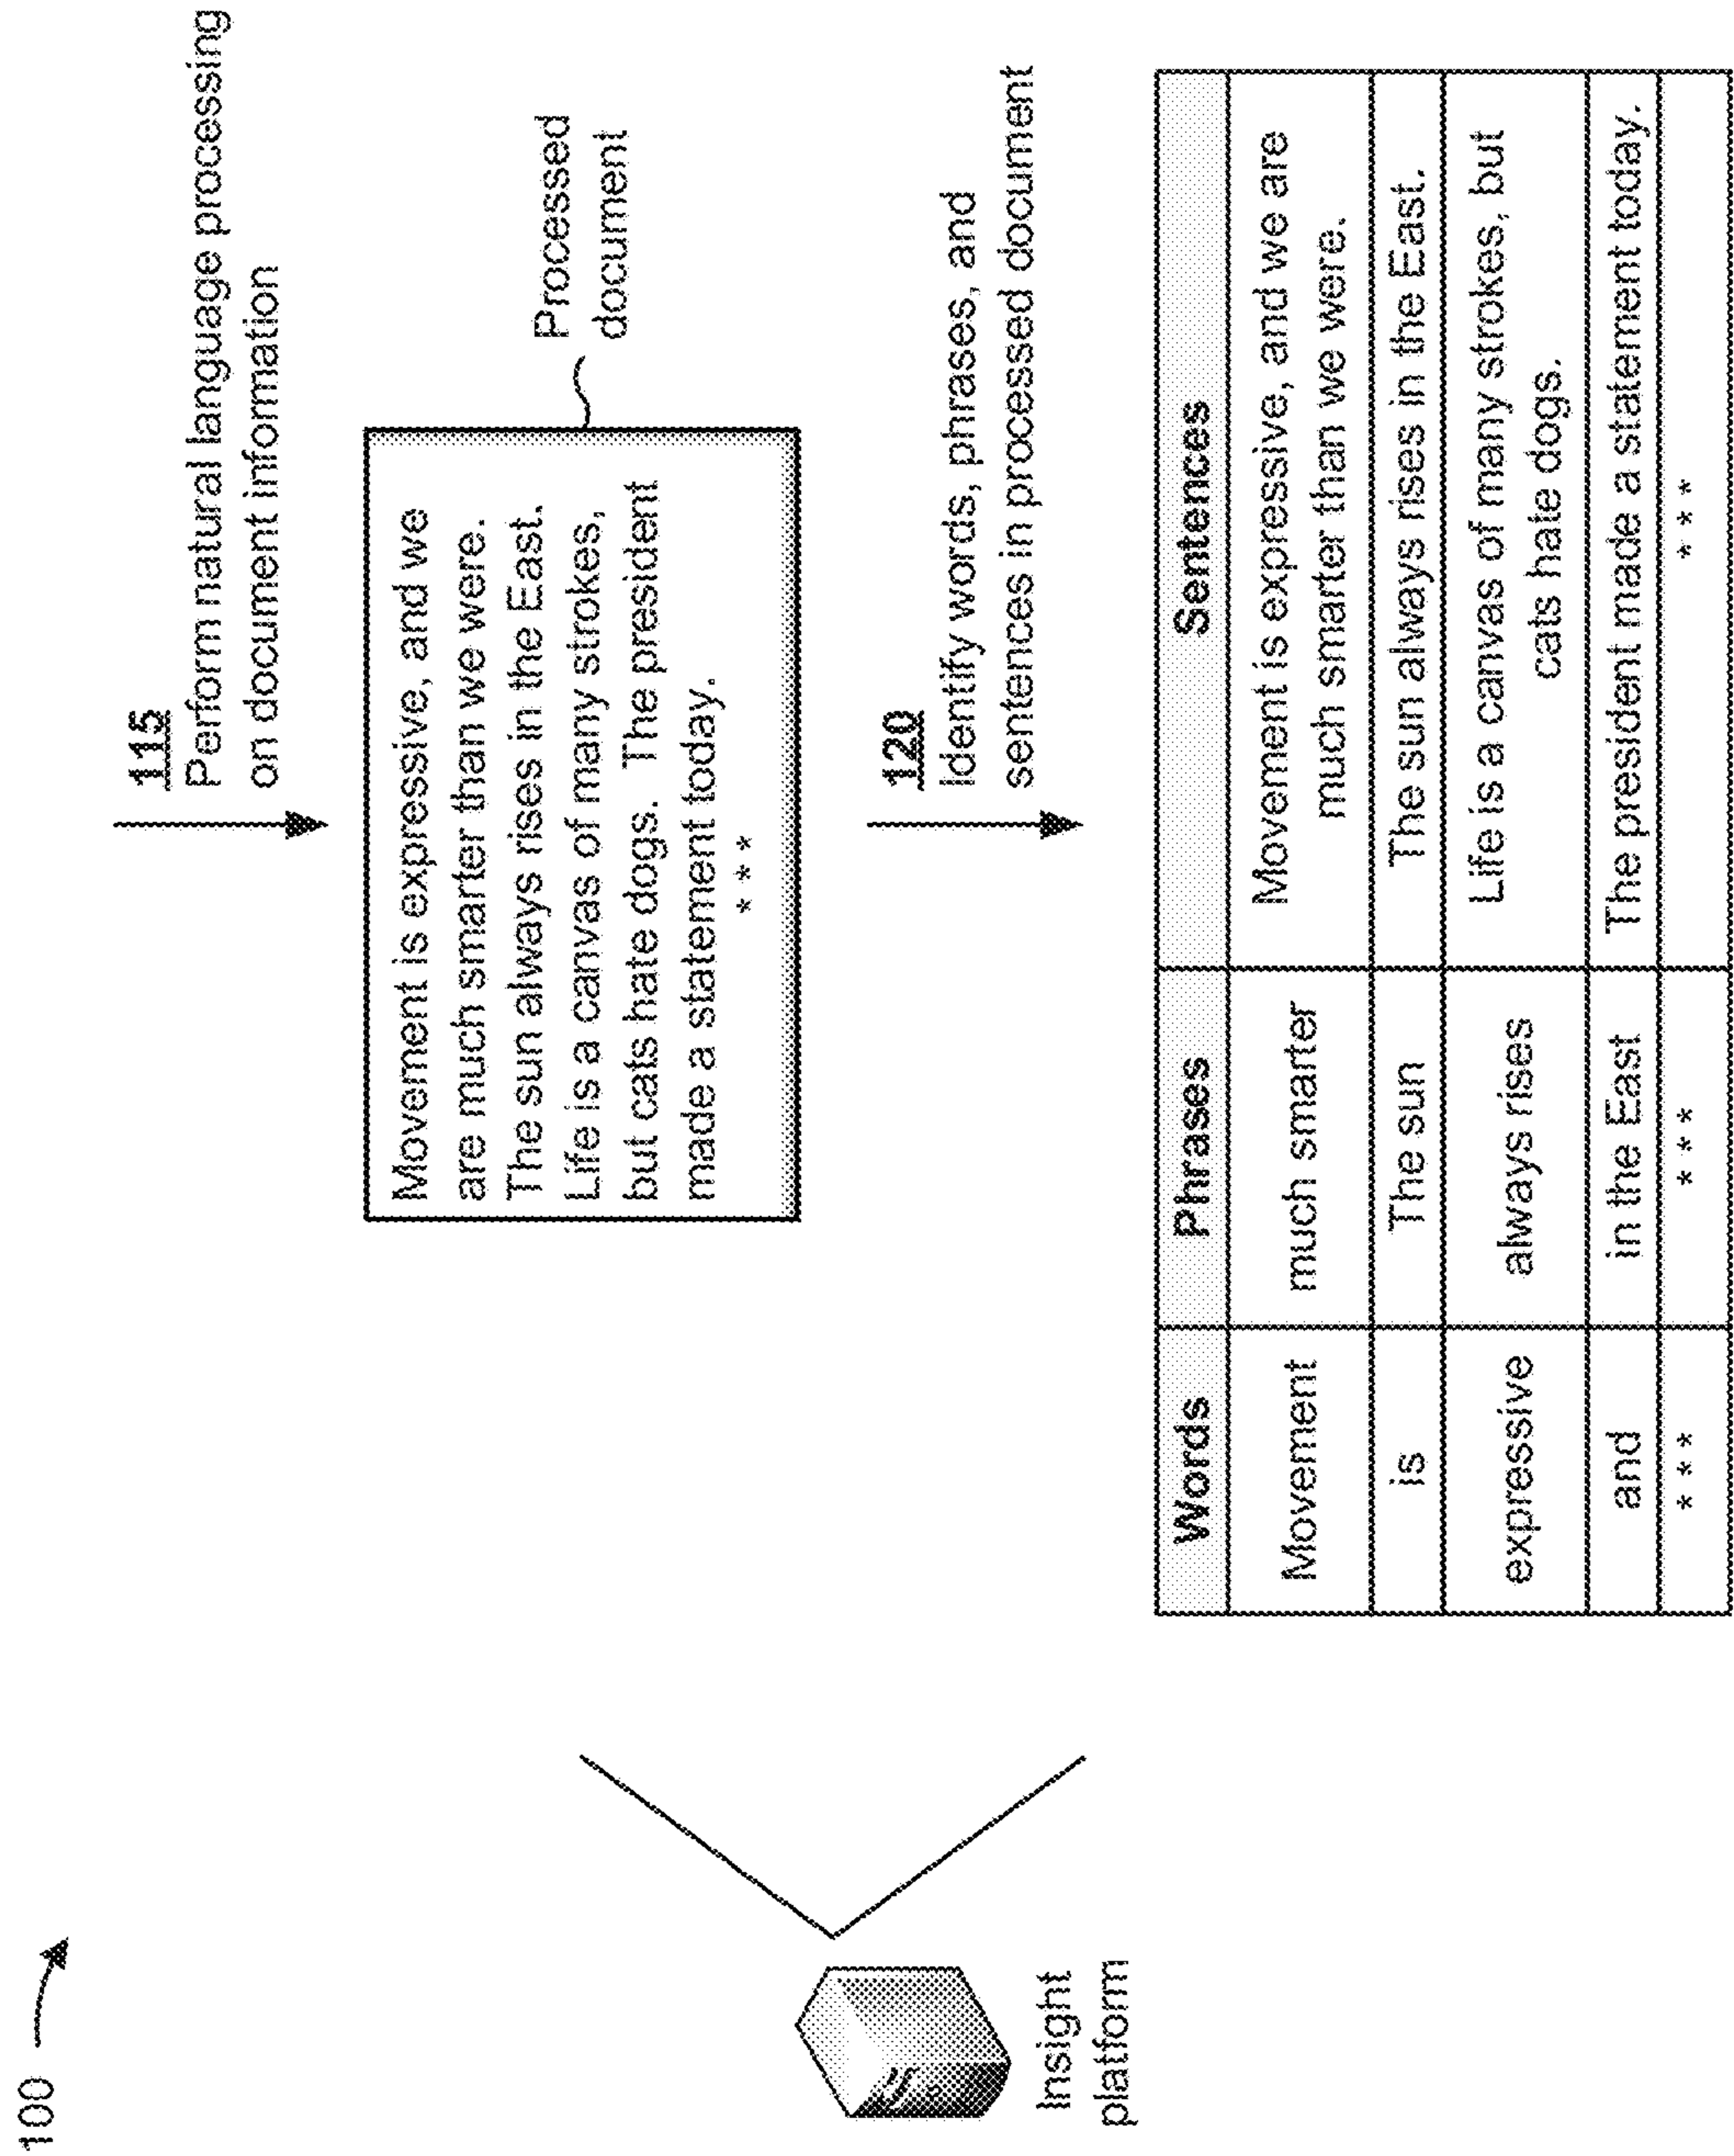 100
115
Perform natural language processing
on document information
Movement is expressive, and we
are much smarter than we were.
The sun always rises in the East.
Life is a canvas of many strokes,
but cats hate dogs. The president
made a statement today.
* * *
Processed
document
Insight
platform
120
Identify words, phrases, and
sentences in processed document
Words Phrases Sentences
Movement much smarter Movement is expressive, and we are
much smarter than we were.
is The sun The sun always rises in the East.
expressive always rises Life is a canvas of many strokes, but
cats hate dogs.
and in the East The president made a statement today.
* * * * * * * * *